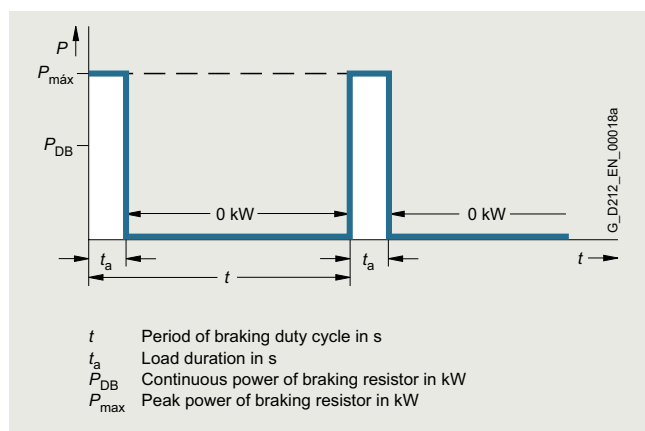 P
Pmáx
PDB
0 kW
0 kW
ta
ta
t
t
G_D212_EN_00018a
t Period of braking duty cycle in s
ta Load duration in s
PDB Continuous power of braking resistor in kW
Pmax Peak power of braking resistor in kW